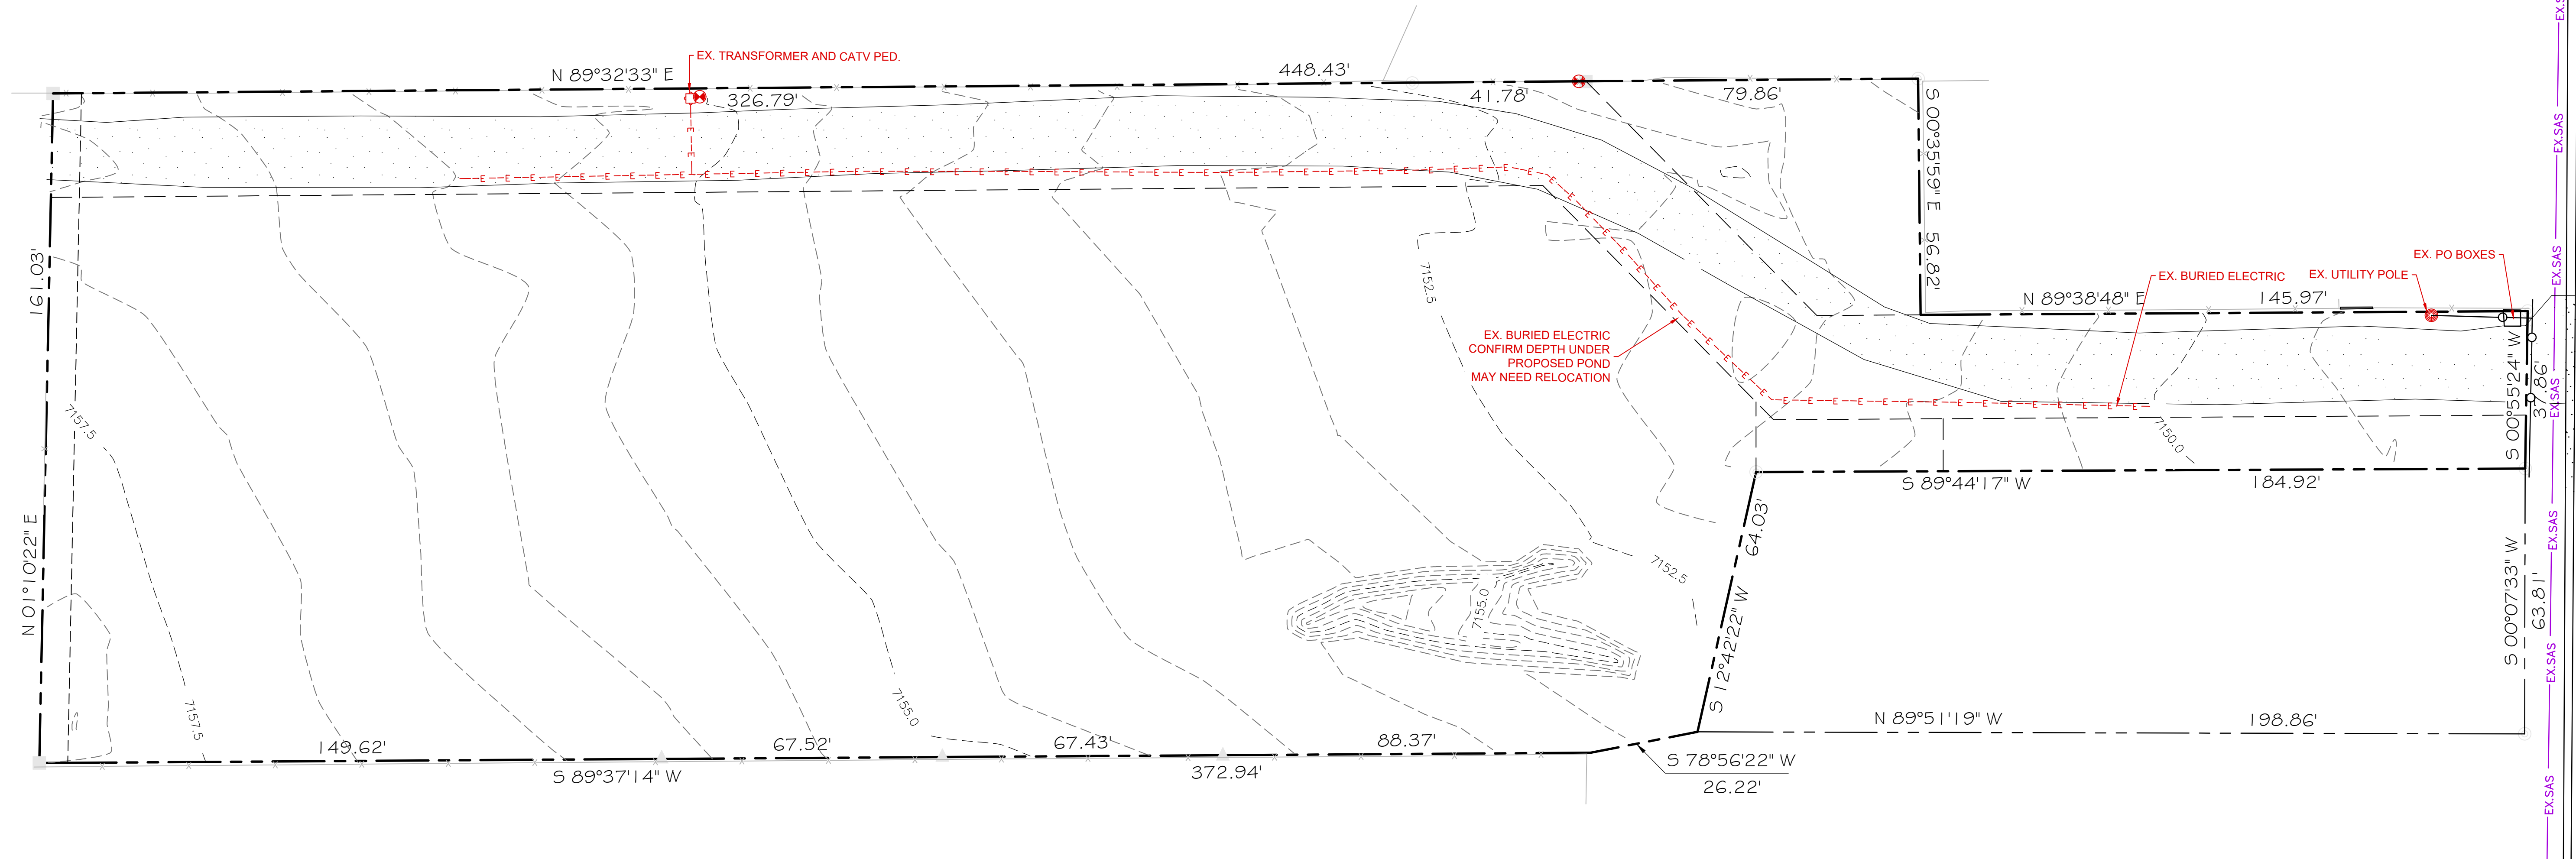 EX. TRANSFORMER AND CATV PED.
N 89°32'33" E
448.43'
326.79'
41.78'
79.86'
S 00°35'59" E 56.82'
EX. PO BOXES
EX. UTILITY POLE
EX. BURIED ELECTRIC
N 89°38'48" E
145.97'
161.03'
N 01°10'22" E
7152.5
EX. BURIED ELECTRIC
CONFIRM DEPTH UNDER
PROPOSED POND
MAY NEED RELOCATION
S 00°55'24" W
37.86'
7157.5
7150.0
S 89°44'17" W
184.92'
64.03'
S 12°42'22" W
7152.5
7155.0
S 00°07'33" W
63.81'
7157.5
7155.0
N 89°51'19" W
198.86'
149.62'
67.52'
67.43'
88.37'
S 89°37'14" W
372.94'
S 78°56'22" W
26.22'
EX.SAS
EX.SAS
EX.SAS
EX.SAS
EX.SAS
EX.SAS
E E E E E E E E E E E E E E E E E E E E